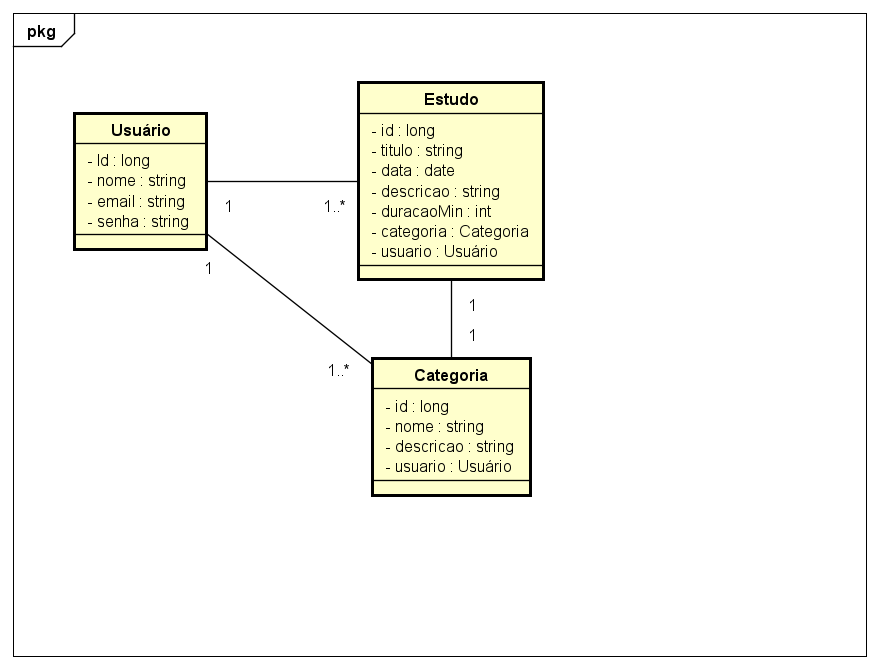 pkg
Usuário
- Id : long
- nome : string
- email : string
- senha : string
Estudo
- id : long
- titulo : string
- data : date
- descricao : string
- duracaoMin : int
- categoria : Categoria
- usuario : Usuário
1
1..*
1
1
1
1..*
Categoria
- id : long
- nome : string
- descricao : string
- usuario : Usuário